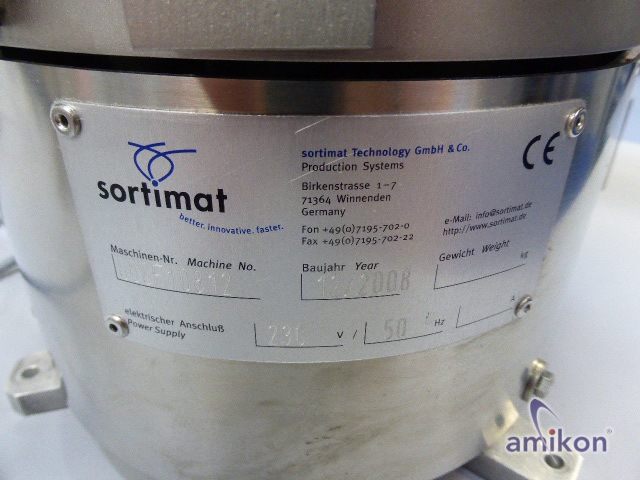 sortimat
better. innovative. faster.
sortimat Technology GmbH & Co.
Production Systems
Birkenstrasse 1–7
71364 Winnenden
Germany
Fon +49(0)7195-702-0
Fax +49(0)7195-702-22
CE
e-Mail: info@sortimat.de
http://www.sortimat.de
Maschinen-Nr. Machine No.
Baujahr Year
2008
Gewicht Weight
kg
elektrischer Anschluß
Power Supply
230 V / 50 Hz A
amikon